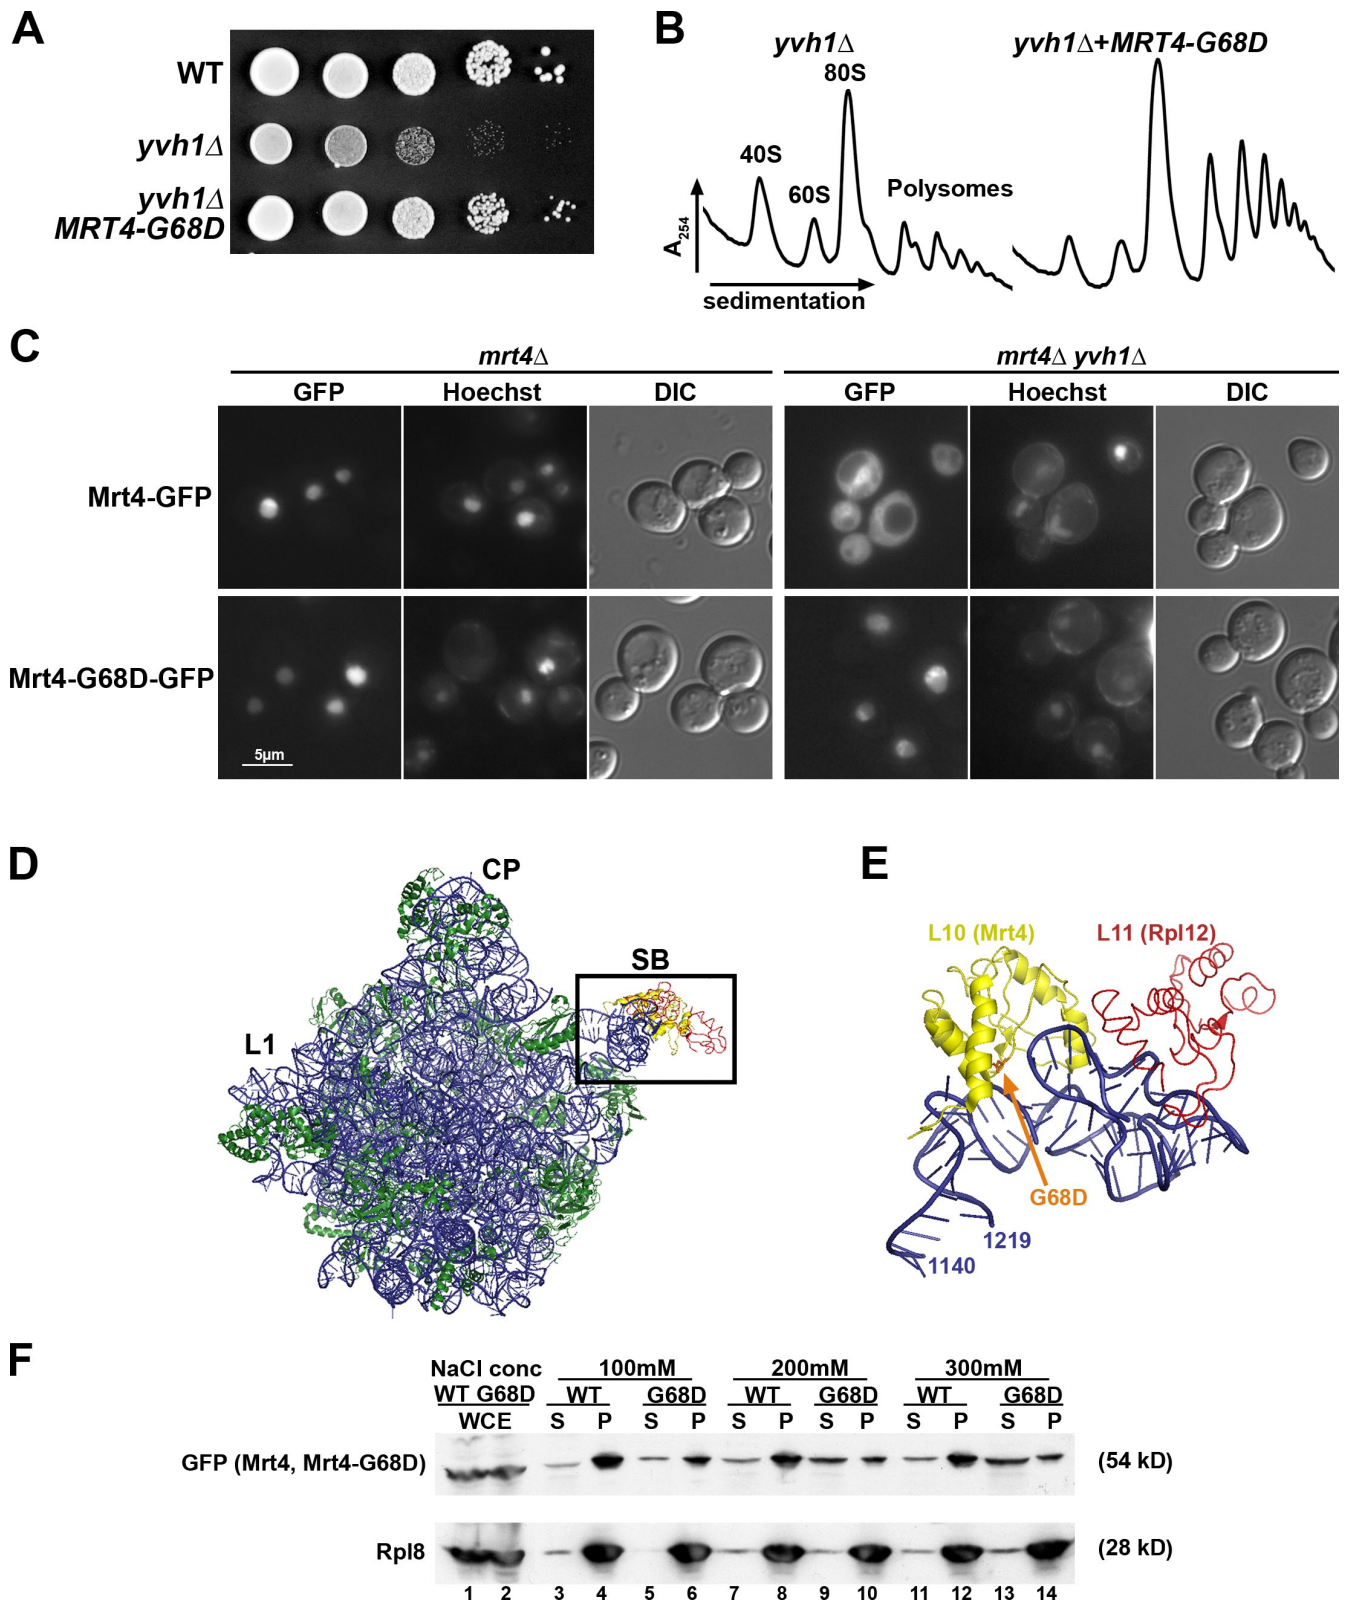 A
WT
yvh1Δ
yvh1Δ
MRT4-G68D
B
yvh1Δ
yvh1Δ+MRT4-G68D
80S
40S
60S
Polysomes
A254
sedimentation
C
mrt4Δ
mrt4Δ yvh1Δ
GFP
Hoechst
DIC
GFP
Hoechst
DIC
Mrt4-GFP
Mrt4-G68D-GFP
5μm
D
CP
SB
L1
E
L10 (Mrt4)
L11 (Rpl12)
G68D
1219
1140
F
NaCl conc
100mM
200mM
300mM
WT G68D
WT
G68D
WT
G68D
WT
G68D
WCE
S P S P S P S P S P S P
GFP (Mrt4, Mrt4-G68D)
(54 kD)
Rpl8
(28 kD)
1 2 3 4 5 6 7 8 9 10 11 12 13 14